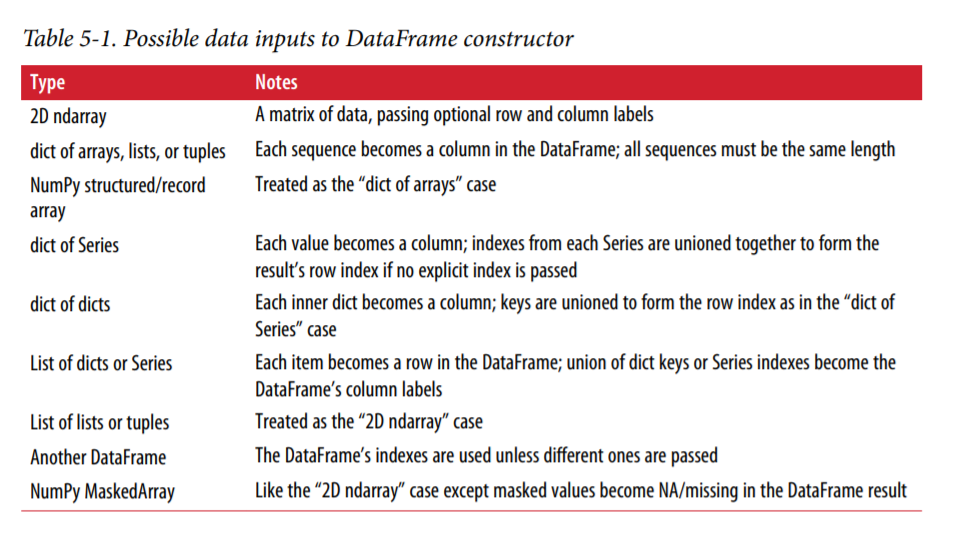 Table 5-1. Possible data inputs to DataFrame constructor
Type Notes
2D ndarray A matrix of data, passing optional row and column labels
dict of arrays, lists, or tuples Each sequence becomes a column in the DataFrame; all sequences must be the same length
NumPy structured/record Treated as the “dict of arrays” case
array
dict of Series Each value becomes a column; indexes from each Series are unioned together to form the
result’s row index if no explicit index is passed
dict of dicts Each inner dict becomes a column; keys are unioned to form the row index as in the “dict of
Series” case
List of dicts or Series Each item becomes a row in the DataFrame; union of dict keys or Series indexes become the
DataFrame’s column labels
List of lists or tuples Treated as the “2D ndarray” case
Another DataFrame The DataFrame’s indexes are used unless different ones are passed
NumPy MaskedArray Like the “2D ndarray” case except masked values become NA/missing in the DataFrame result